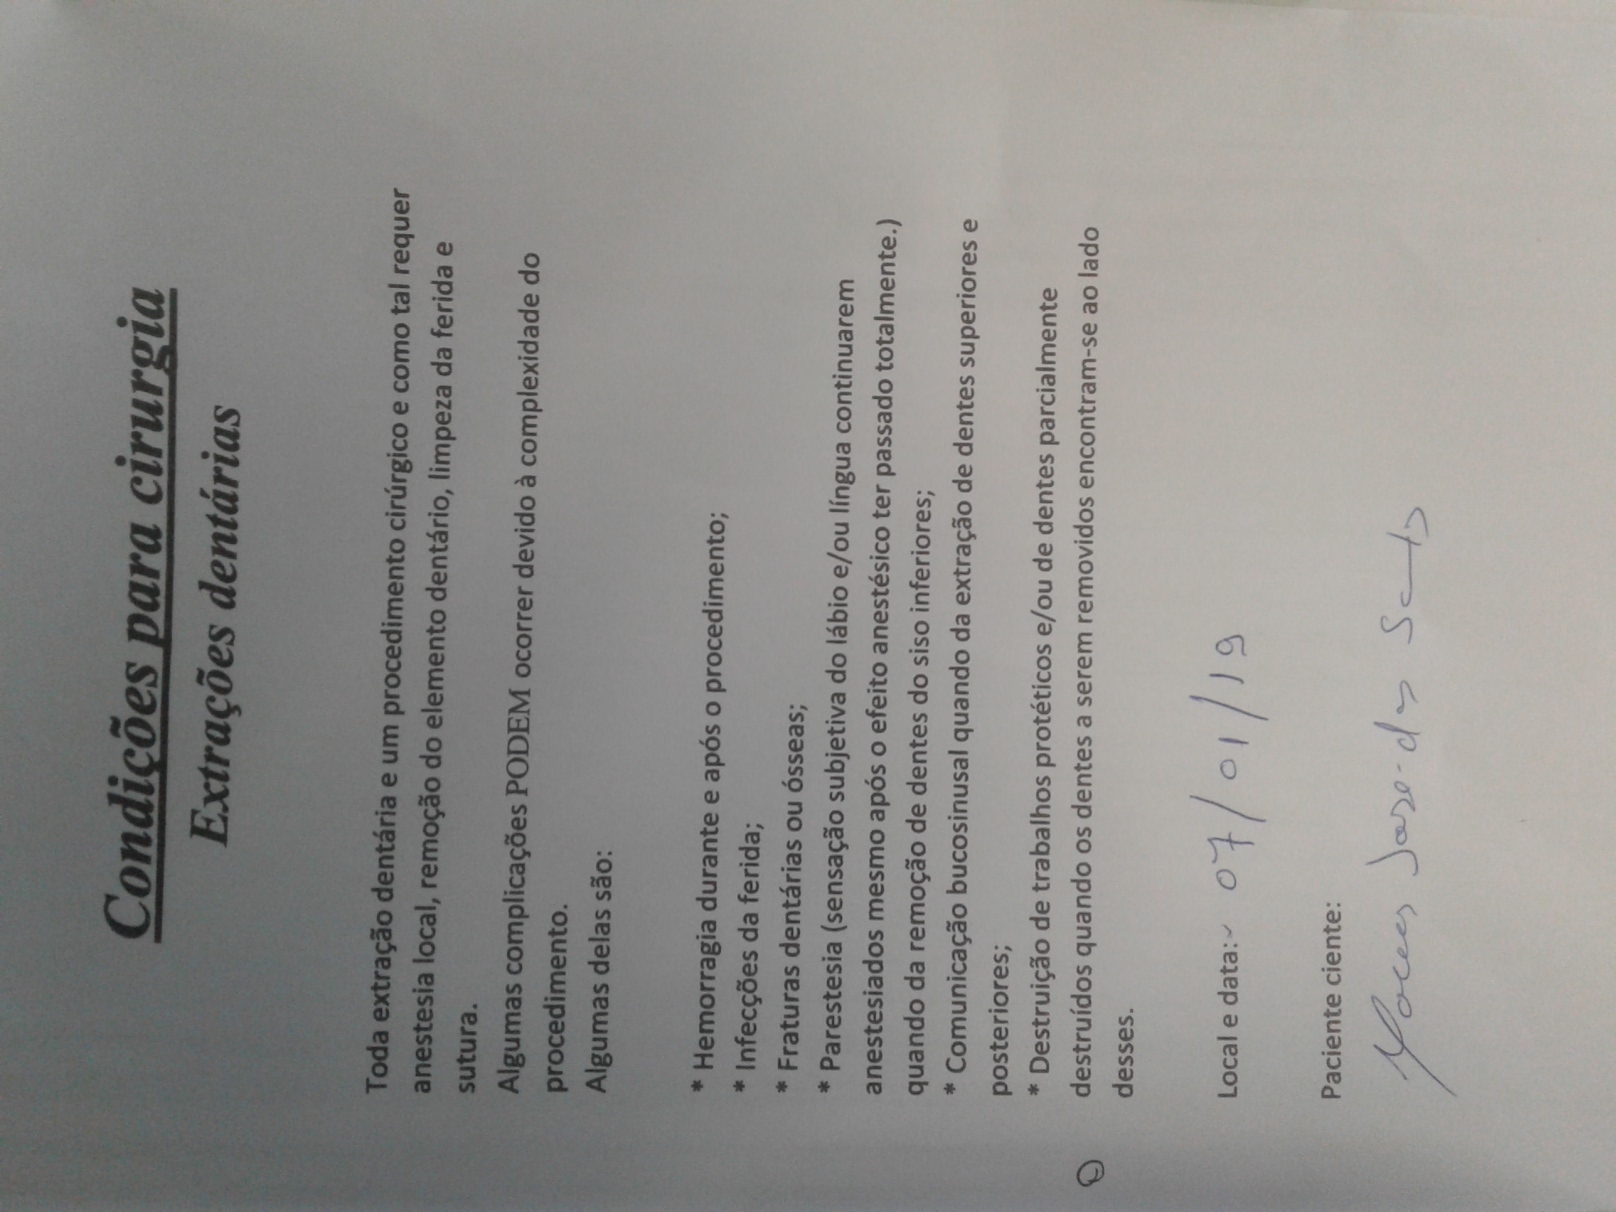 Condições para cirurgia
Extrações dentárias
Toda extração dentária e um procedimento cirúrgico e como tal requer
anestesia local, remoção do elemento dentário, limpeza da ferida e
sutura.
Algumas complicações PODEM ocorrer devido à complexidade do
procedimento.
Algumas delas são:
* Hemorragia durante e após o procedimento;
* Infecções da ferida;
* Fraturas dentárias ou ósseas;
* Parestesia (sensação subjetiva do lábio e/ou língua continuarem
anestesiados mesmo após o efeito anestésico ter passado totalmente.)
quando da remoção de dentes do siso inferiores;
* Comunicação bucosinusal quando da extração de dentes superiores e
posteriores;
* Destruição de trabalhos protéticos e/ou de dentes parcialmente
destruídos quando os dentes a serem removidos encontram-se ao lado
desses.
Local e data: 07/01/19
Paciente ciente: